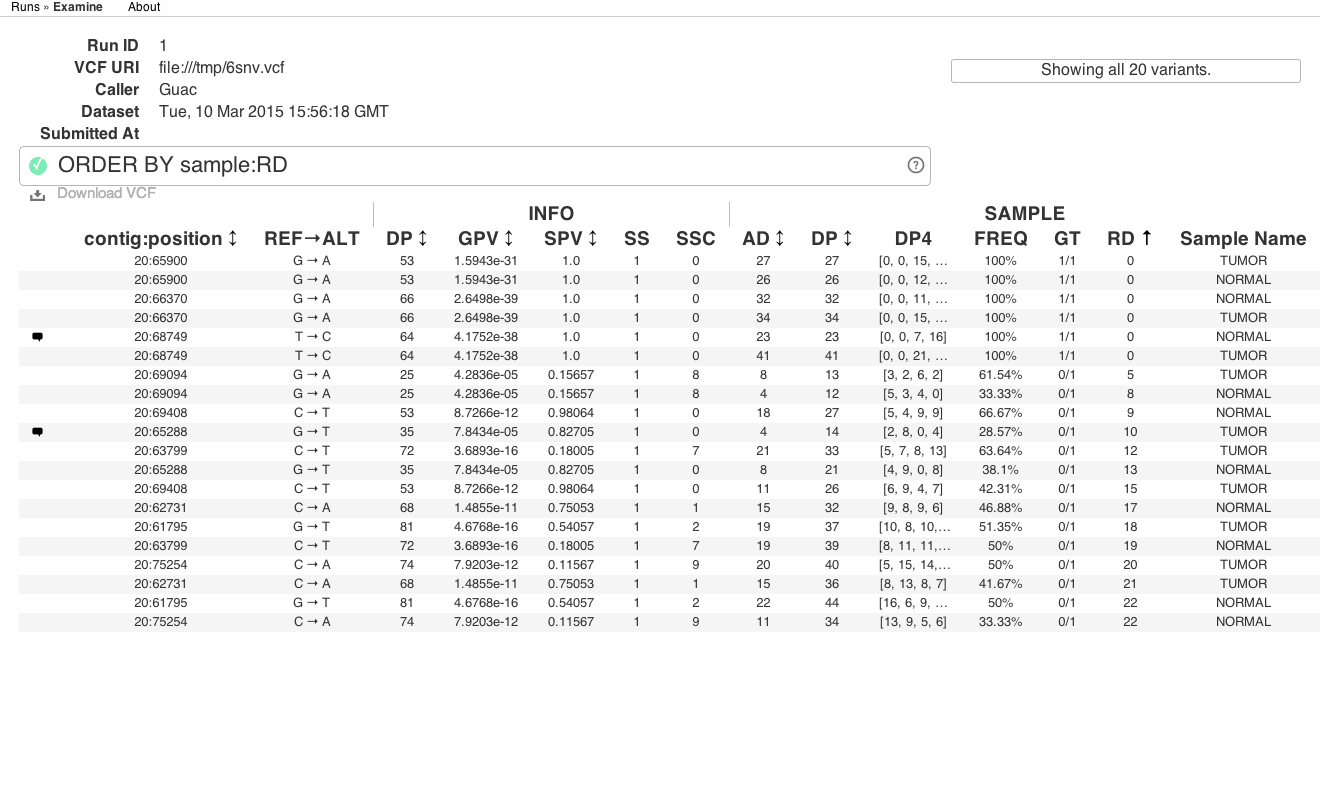 Runs » Examine About
Run ID 1
VCF URI file:///tmp/6snv.vcf
Showing all 20 variants.
Caller Guac
Dataset Tue, 10 Mar 2015 15:56:18 GMT
Submitted At
ORDER BY sample:RD ?
Download VCF
INFO SAMPLE
contig:position ↕ REF→ALT DP ↕ GPV ↕ SPV ↕ SS SSC AD ↕ DP ↕ DP4 FREQ GT RD ↑ Sample Name
20:65900 G → A 53 1.5943e-31 1.0 1 0 27 27 [0, 0, 15, … 100% 1/1 0 TUMOR
20:65900 G → A 53 1.5943e-31 1.0 1 0 26 26 [0, 0, 12, … 100% 1/1 0 NORMAL
20:66370 G → A 66 2.6498e-39 1.0 1 0 32 32 [0, 0, 11, … 100% 1/1 0 NORMAL
20:66370 G → A 66 2.6498e-39 1.0 1 0 34 34 [0, 0, 15, … 100% 1/1 0 TUMOR
20:68749 T → C 64 4.1752e-38 1.0 1 0 23 23 [0, 0, 7, 16] 100% 1/1 0 NORMAL
20:68749 T → C 64 4.1752e-38 1.0 1 0 41 41 [0, 0, 21, … 100% 1/1 0 TUMOR
20:69094 G → A 25 4.2836e-05 0.15657 1 8 8 13 [3, 2, 6, 2] 61.54% 0/1 5 TUMOR
20:69094 G → A 25 4.2836e-05 0.15657 1 8 4 12 [5, 3, 4, 0] 33.33% 0/1 8 NORMAL
20:69408 C → T 53 8.7266e-12 0.98064 1 0 18 27 [5, 4, 9, 9] 66.67% 0/1 9 NORMAL
20:65288 G → T 35 7.8434e-05 0.82705 1 0 4 14 [2, 8, 0, 4] 28.57% 0/1 10 TUMOR
20:63799 C → T 72 3.6893e-16 0.18005 1 7 21 33 [5, 7, 8, 13] 63.64% 0/1 12 TUMOR
20:65288 G → T 35 7.8434e-05 0.82705 1 0 8 21 [4, 9, 0, 8] 38.1% 0/1 13 NORMAL
20:69408 C → T 53 8.7266e-12 0.98064 1 0 11 26 [6, 9, 4, 7] 42.31% 0/1 15 TUMOR
20:62731 C → A 68 1.4855e-11 0.75053 1 1 15 32 [9, 8, 9, 6] 46.88% 0/1 17 NORMAL
20:61795 G → T 81 4.6768e-16 0.54057 1 2 19 37 [10, 8, 10,… 51.35% 0/1 18 TUMOR
20:63799 C → T 72 3.6893e-16 0.18005 1 7 19 39 [8, 11, 11,… 50% 0/1 19 NORMAL
20:75254 C → A 74 7.9203e-12 0.11567 1 9 20 40 [5, 15, 14,… 50% 0/1 20 TUMOR
20:62731 C → A 68 1.4855e-11 0.75053 1 1 15 36 [8, 13, 8, 7] 41.67% 0/1 21 TUMOR
20:61795 G → T 81 4.6768e-16 0.54057 1 2 22 44 [16, 6, 9, … 50% 0/1 22 NORMAL
20:75254 C → A 74 7.9203e-12 0.11567 1 9 11 34 [13, 9, 5, 6] 33.33% 0/1 22 NORMAL